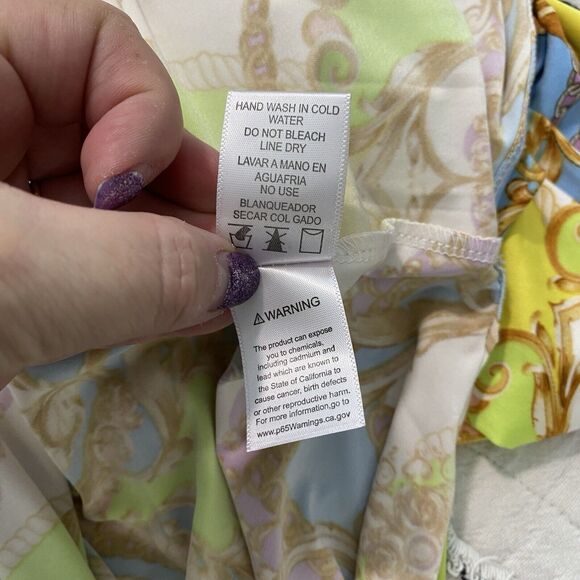 HAND WASH IN COLD
WATER
DO NOT BLEACH
LINE DRY
LAVAR A MANO EN
AGUAFRIA
NO USE
BLANQUEADOR
SECAR COL GADO
⚠WARNING
The product can expose
you to chemicals,
including cadmium and
lead which are known to
the State of California to
cause cancer, birth defects
or other reproductive harm.
For more information,go to
www.p65Warnings.ca.gov